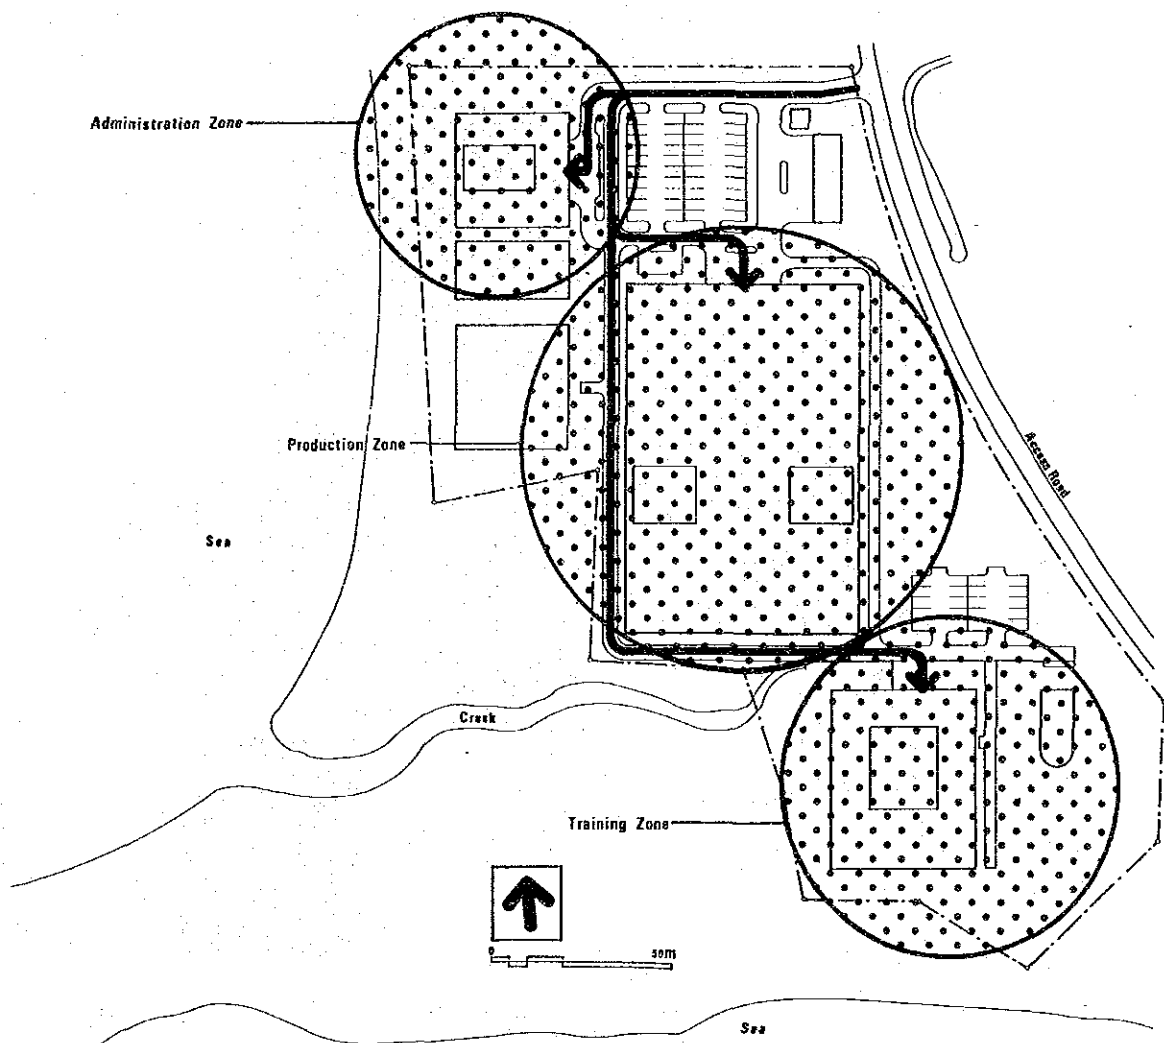 Administration Zone
Production Zone
Access Road
Sea
Creek
Training Zone
0 50m
Sea